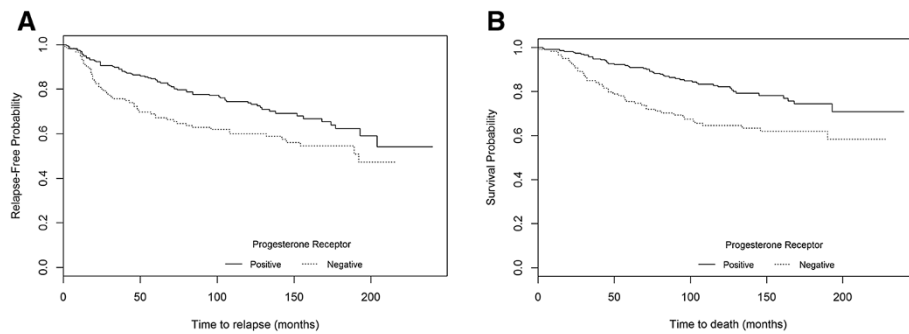 A
Relapse-Free Probability
1.0
0.8
0.6
0.4
0.2
0.0
Progesterone Receptor
Positive Negative
0 50 100 150 200
Time to relapse (months)
B
Survival Probability
1.0
0.8
0.6
0.4
0.2
0.0
Progesterone Receptor
Positive Negative
0 50 100 150 200
Time to death (months)